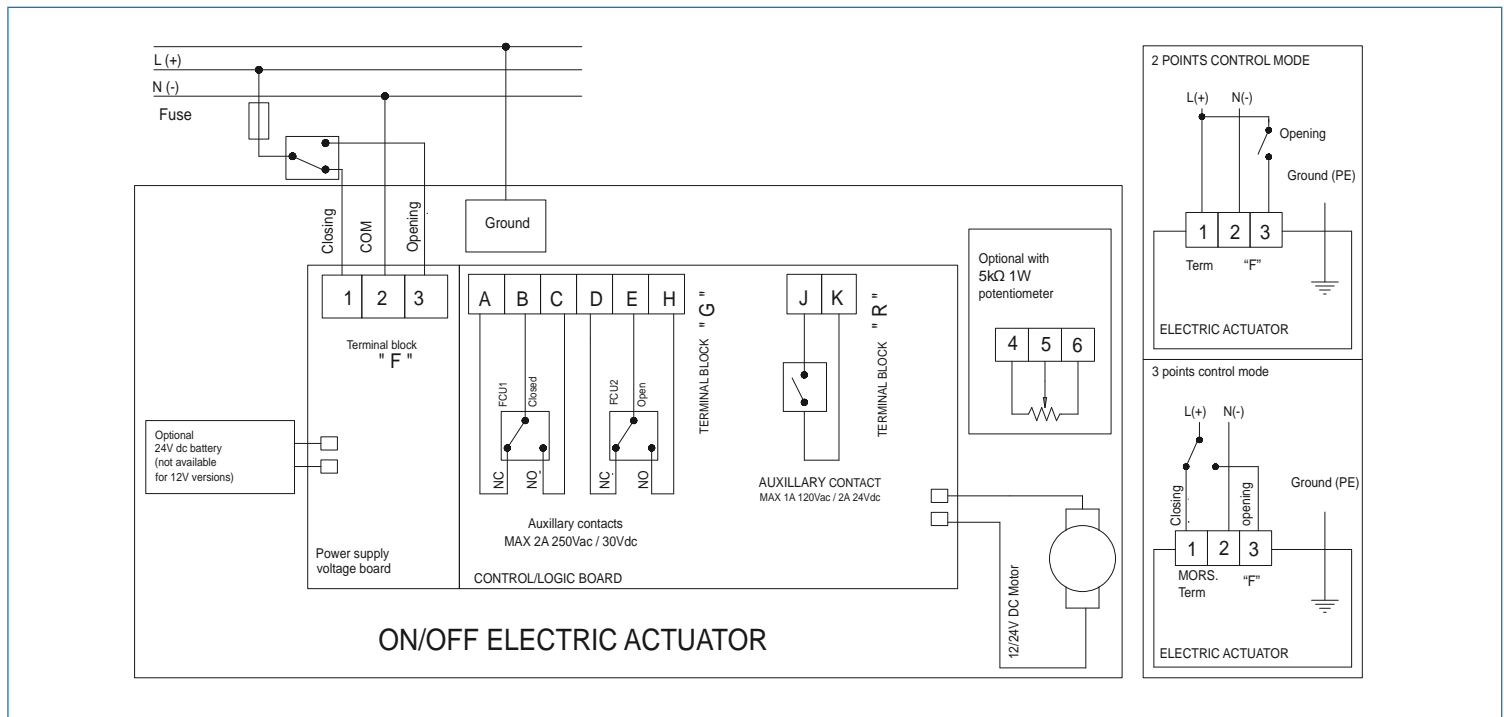 L (+)
N (-)
Fuse
Closing
COM
Opening
Ground
1 2 3
Terminal block
" F "
A B C D E H
TERMINAL BLOCK " G "
FCU1
Closed
FCU2
Open
NC
NO
NC
NO
Auxillary contacts
MAX 2A 250Vac / 30Vdc
J K
TERMINAL BLOCK " R "
AUXILLARY CONTACT
MAX 1A 120Vac / 2A 24Vdc
Optional with
5kΩ 1W
potentiometer
4 5 6
Optional
24V dc battery
(not available
for 12V versions)
Power supply
voltage board
CONTROL/LOGIC BOARD
12/24V DC Motor
ON/OFF ELECTRIC ACTUATOR
2 POINTS CONTROL MODE
L(+) N(-)
Opening
Ground (PE)
1 2 3
Term "F"
ELECTRIC ACTUATOR
3 points control mode
L(+) N(-)
Closing
opening
Ground (PE)
1 2 3
MORS.
Term "F"
ELECTRIC ACTUATOR